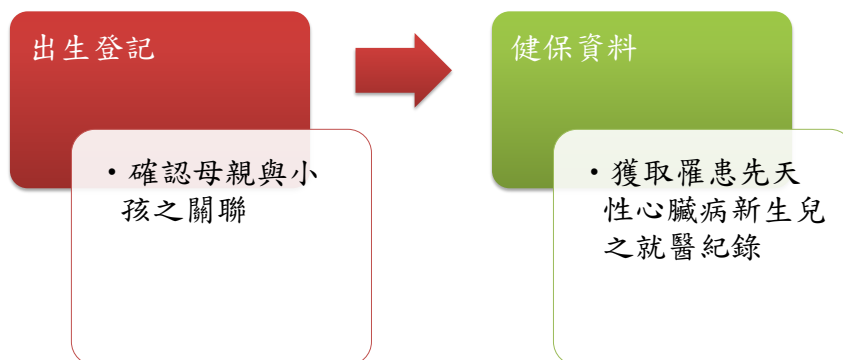 出生登記
• 確認母親與小
孩之關聯
健保資料
• 獲取罹患先天
性心臟病新生兒
之就醫紀錄